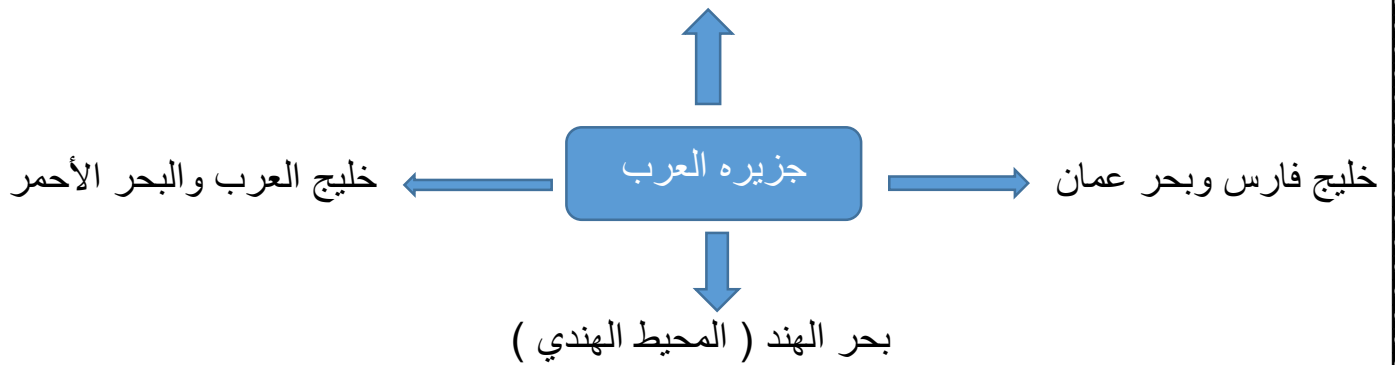 جزيره العرب
خليج فارس وبحر عمان
خليج العرب والبحر الأحمر
بحر الهند ( المحيط الهندي )